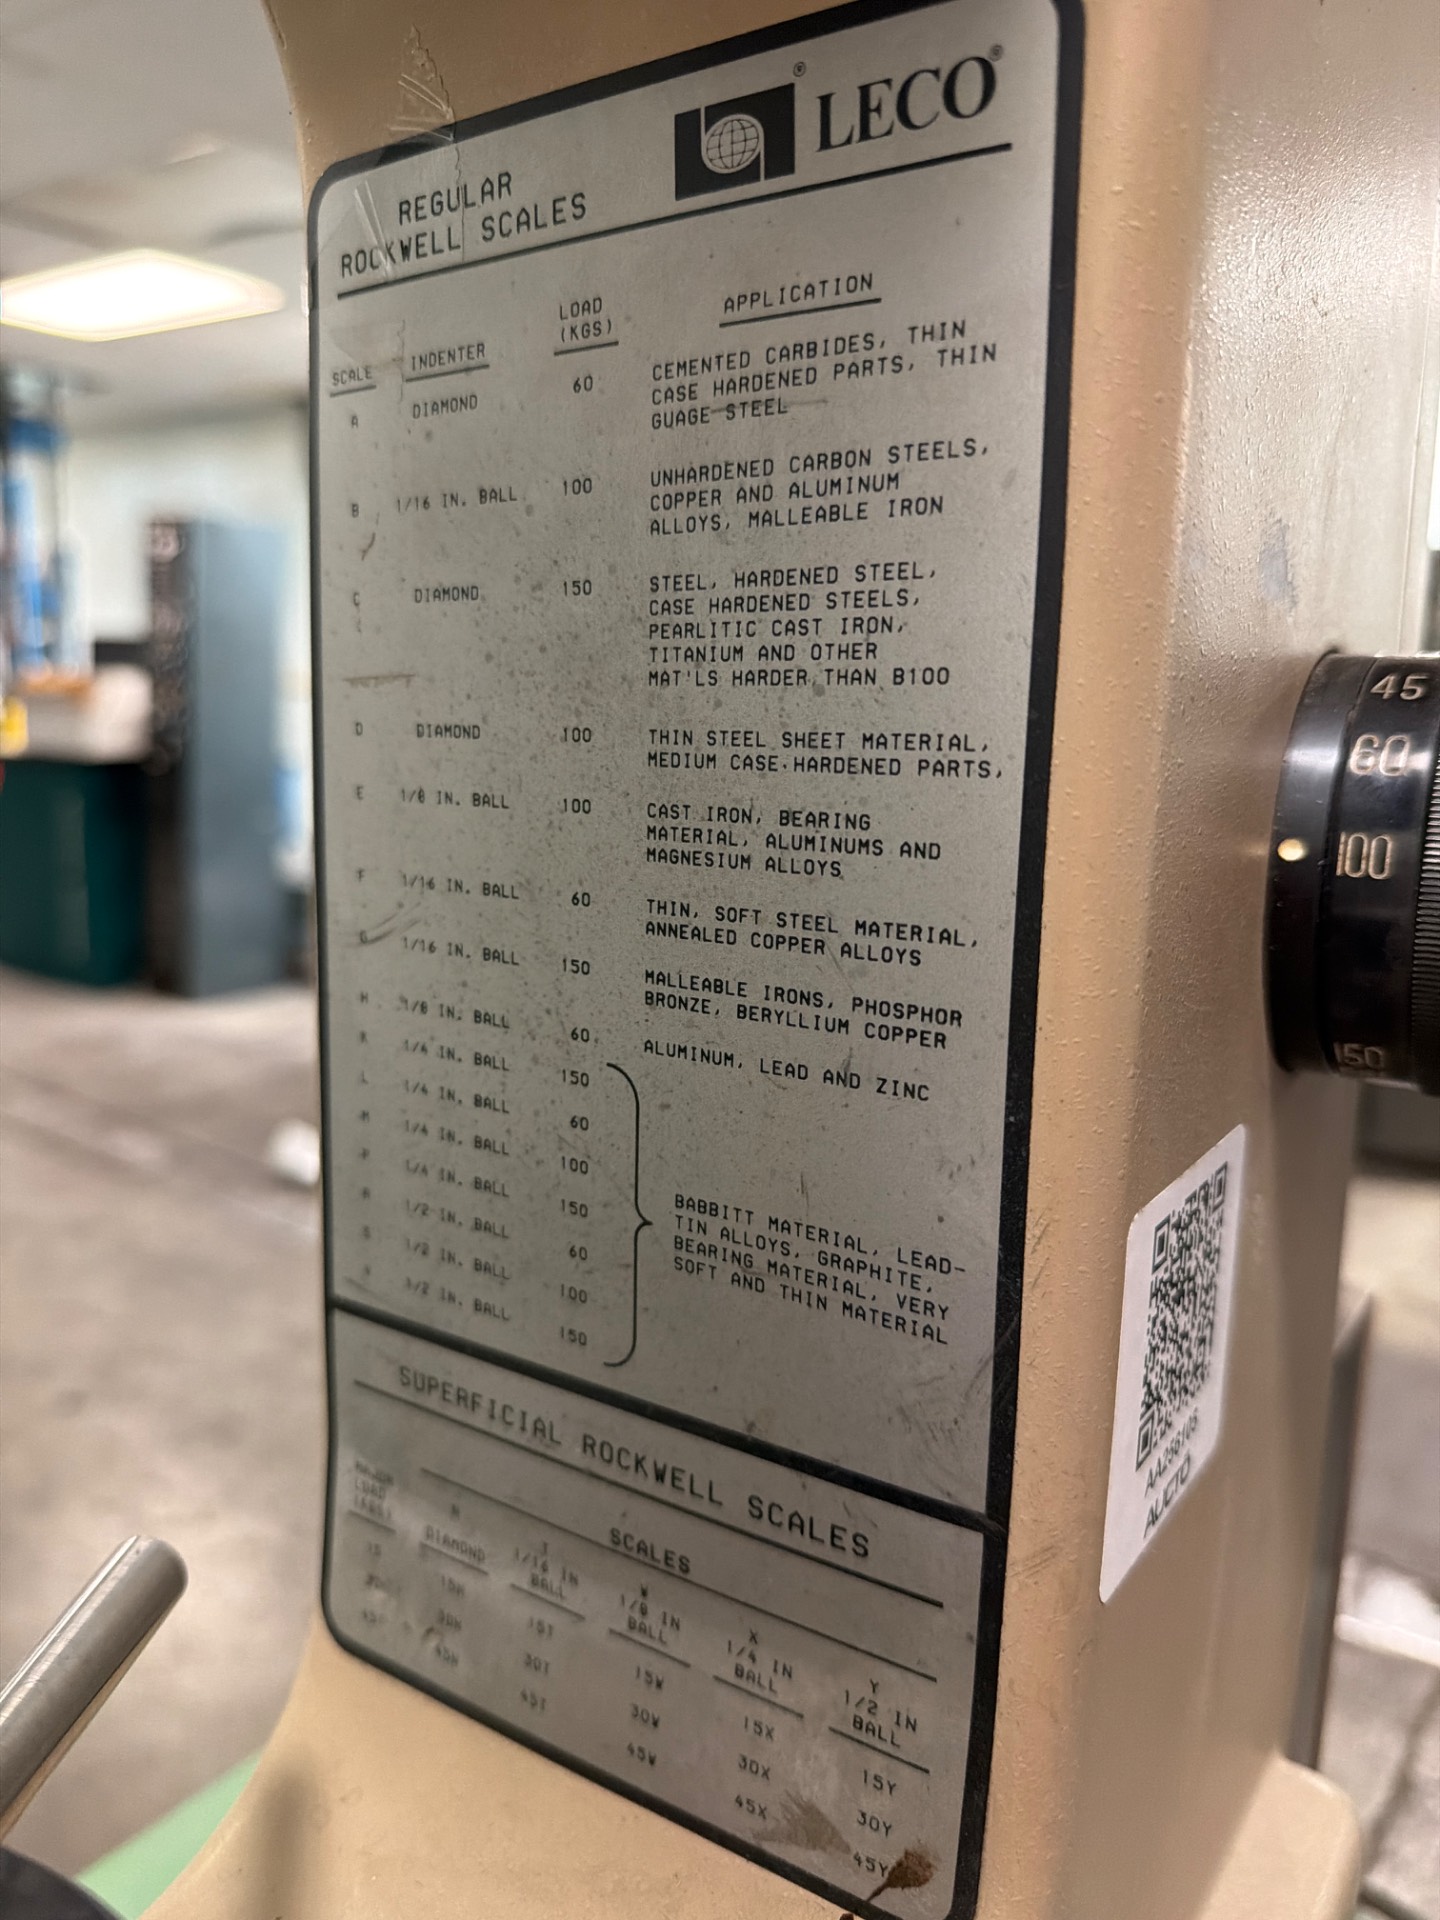 LECO
REGULAR
ROCKWELL SCALES
SCALE INDENTER LOAD (KGS) APPLICATION
A DIAMOND 60 CEMENTED CARBIDES, THIN
CASE HARDENED PARTS, THIN
GUAGE STEEL
B 1/16 IN. BALL 100 UNHARDENED CARBON STEELS,
COPPER AND ALUMINUM
ALLOYS, MALLEABLE IRON
C DIAMOND 150 STEEL, HARDENED STEEL,
CASE HARDENED STEELS,
PEARLITIC CAST IRON,
TITANIUM AND OTHER
MAT'LS HARDER THAN B100
D DIAMOND 100 THIN STEEL SHEET MATERIAL,
MEDIUM CASE HARDENED PARTS,
E 1/8 IN. BALL 100 CAST IRON, BEARING
MATERIAL, ALUMINUMS AND
MAGNESIUM ALLOYS
F 1/16 IN. BALL 60 THIN, SOFT STEEL MATERIAL,
ANNEALED COPPER ALLOYS
G 1/16 IN. BALL 150 MALLEABLE IRONS, PHOSPHOR
BRONZE, BERYLLIUM COPPER
H 1/8 IN. BALL 60 ALUMINUM, LEAD AND ZINC
K 1/4 IN. BALL 150
L 1/4 IN. BALL 60
M 1/4 IN. BALL 100
P 1/4 IN. BALL 150
R 1/2 IN. BALL 60
S 1/2 IN. BALL 100
1/2 IN. BALL 150
BABBITT MATERIAL, LEAD-
TIN ALLOYS, GRAPHITE,
BEARING MATERIAL, VERY
SOFT AND THIN MATERIAL
SUPERFICIAL ROCKWELL SCALES
LOAD SCALES
N DIAMOND T 1/16 IN BALL W 1/8 IN BALL X 1/4 IN BALL Y 1/2 IN BALL
15 15N 15T 15W 15X 15Y
30 30N 30T 30W 30X 30Y
45 45N 45T 45W 45X 45Y
45
60
100
150
AA256105
AUCTO